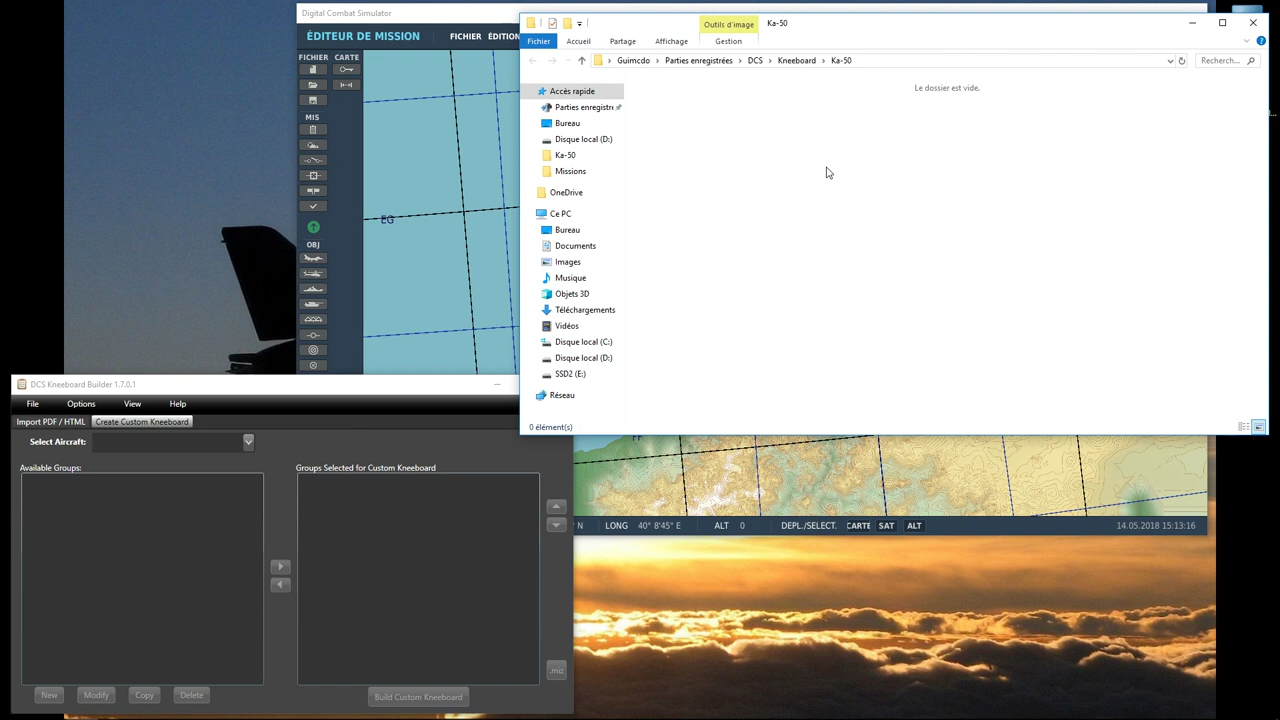 Digital Combat Simulator
ÉDITEUR DE MISSION
FICHIER ÉDITION
FICHIER CARTE
MIS
OBJ
EG
Outils d'image
Ka-50
Fichier Accueil Partage Affichage Gestion
Guimcdo > Parties enregistrées > DCS > Kneeboard > Ka-50
Recherch...
Le dossier est vide.
Accès rapide
Parties enregistre
Bureau
Disque local (D:)
Ka-50
Missions
OneDrive
Ce PC
Bureau
Documents
Images
Musique
Objets 3D
Téléchargements
Vidéos
Disque local (C:)
Disque local (D:)
SSD2 (E:)
Réseau
0 élément(s)
DCS Kneeboard Builder 1.7.0.1
File Options View Help
Import PDF / HTML Create Custom Kneeboard
Select Aircraft:
Available Groups:
Groups Selected for Custom Kneeboard
.miz
New Modify Copy Delete
Build Custom Kneeboard
N LONG 40° 8'45" E ALT 0 DEPL./SELECT. CARTE SAT ALT 14.05.2018 15:13:16